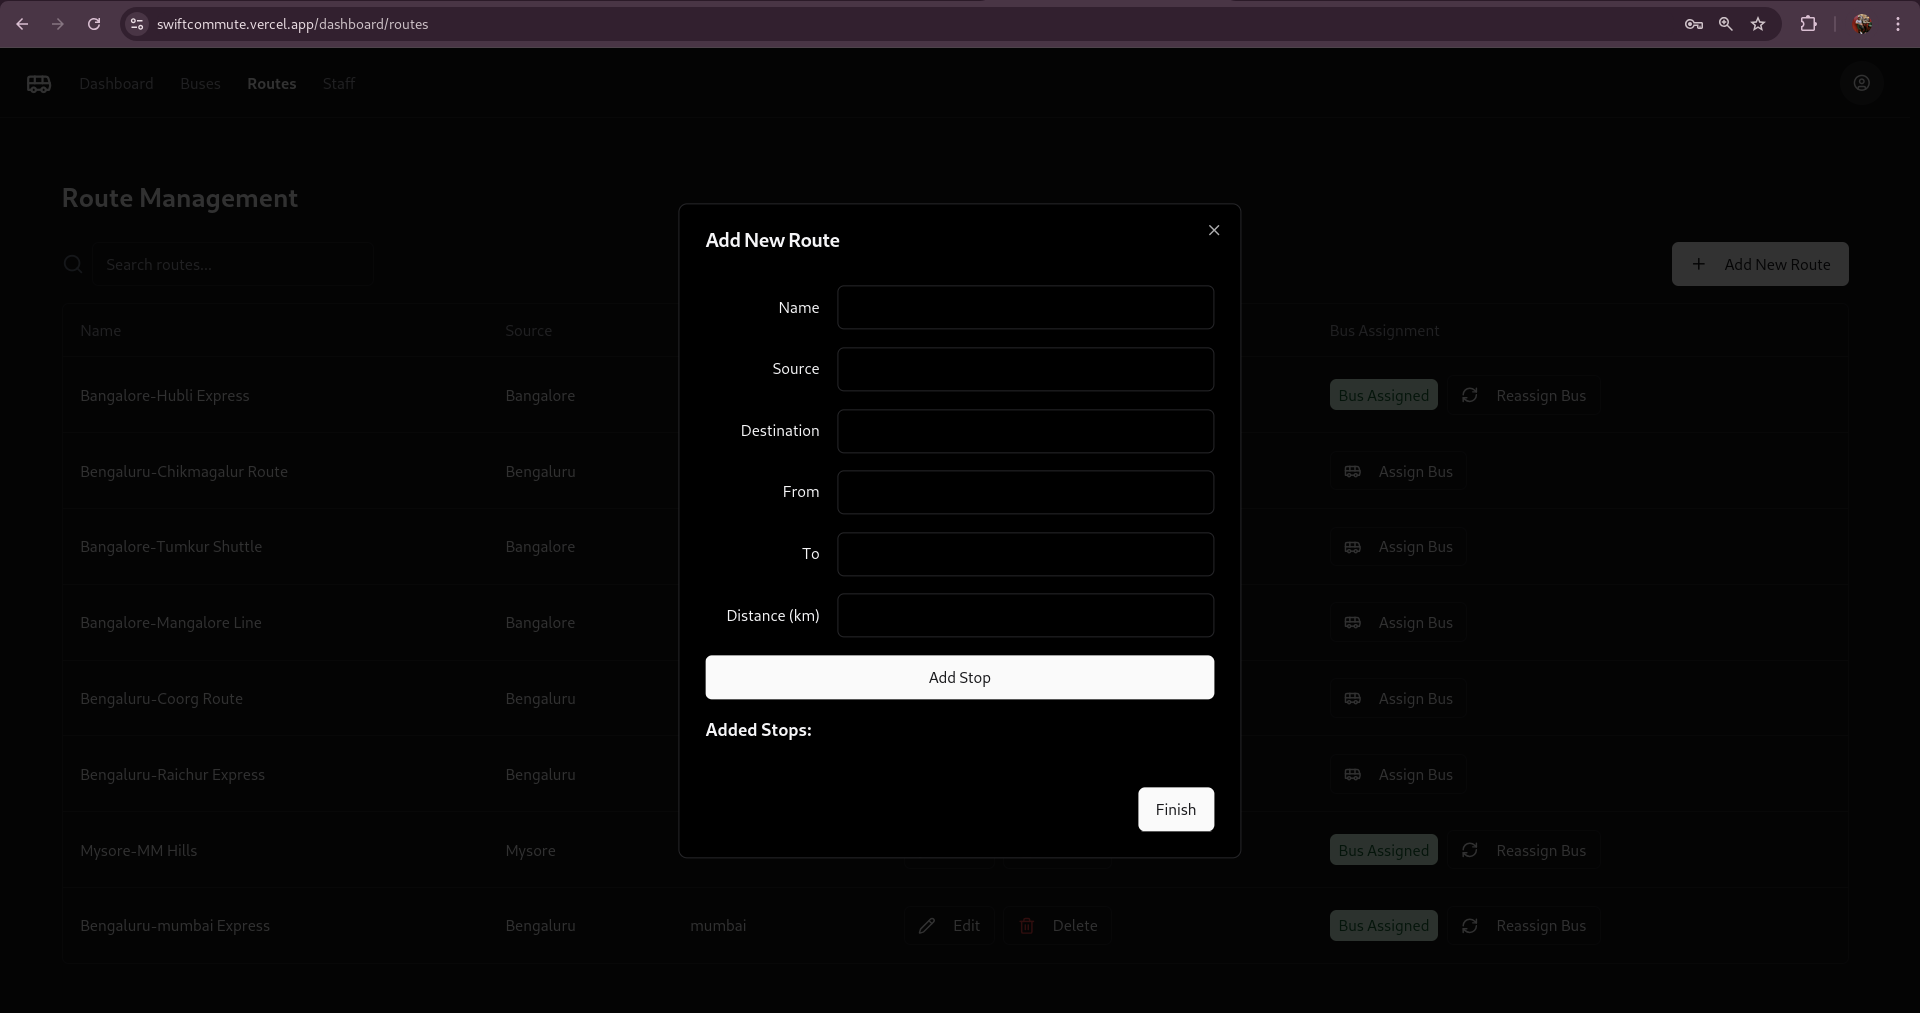 swiftcommute.vercel.app/dashboard/routes
Dashboard Buses Routes Staff
Route Management
Search routes...
Add New Route
Name Source Bus Assignment
Bangalore-Hubli Express Bangalore Bus Assigned Reassign Bus
Bengaluru-Chikmagalur Route Bengaluru Assign Bus
Bangalore-Tumkur Shuttle Bangalore Assign Bus
Bangalore-Mangalore Line Bangalore Assign Bus
Bengaluru-Coorg Route Bengaluru Assign Bus
Bengaluru-Raichur Express Bengaluru Assign Bus
Mysore-MM Hills Mysore Bus Assigned Reassign Bus
Bengaluru-mumbai Express Bengaluru mumbai Edit Delete Bus Assigned Reassign Bus
Add New Route
Name
Source
Destination
From
To
Distance (km)
Add Stop
Added Stops:
Finish